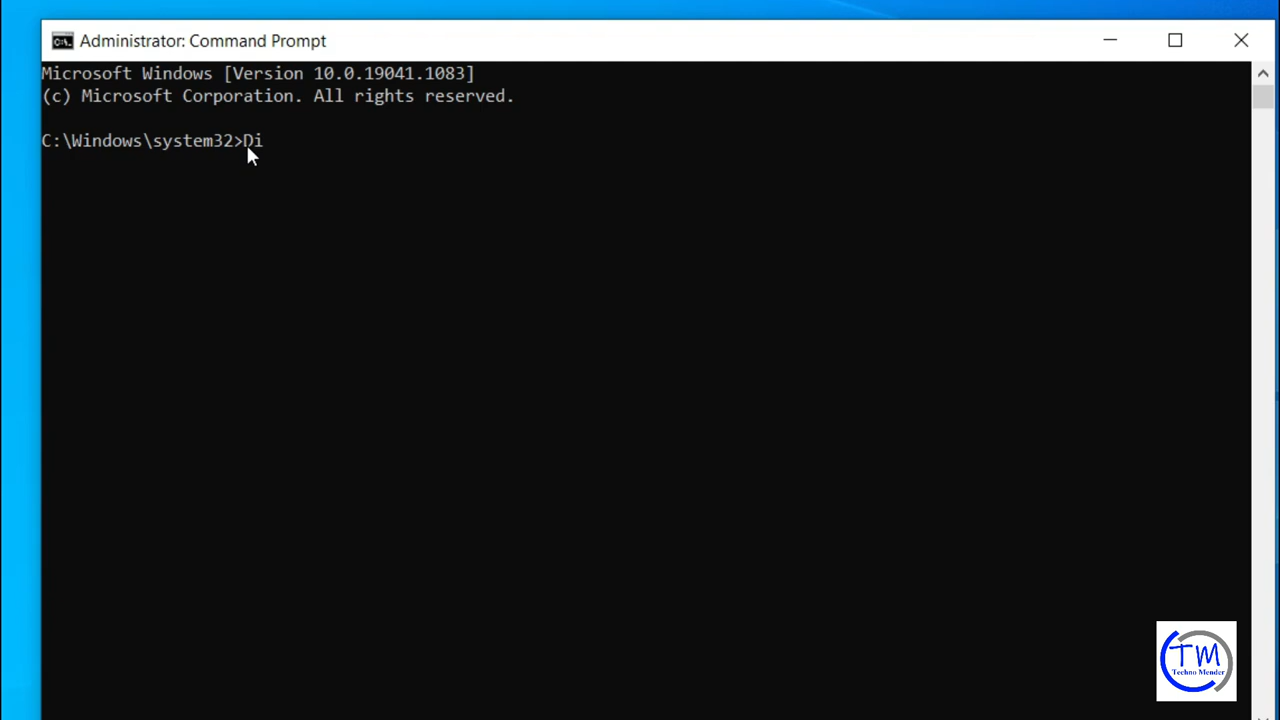 Administrator: Command Prompt
Microsoft Windows [Version 10.0.19041.1083]
(c) Microsoft Corporation. All rights reserved.
C:\Windows\system32>Di
TM
Techno Mender